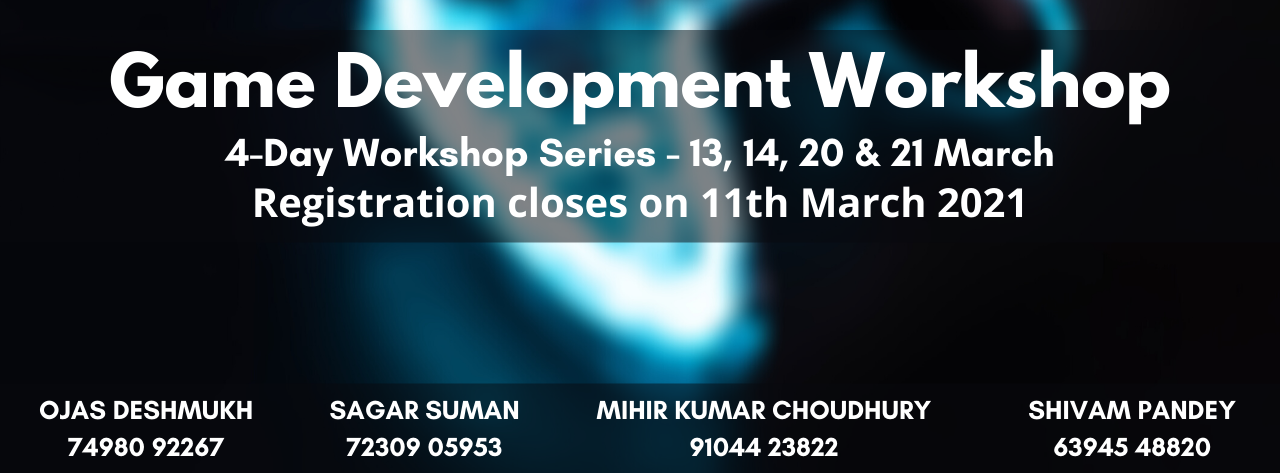 Game Development Workshop
4-Day Workshop Series - 13, 14, 20 & 21 March
Registration closes on 11th March 2021
OJAS DESHMUKH
74980 92267
SAGAR SUMAN
72309 05953
MIHIR KUMAR CHOUDHURY
91044 23822
SHIVAM PANDEY
63945 48820